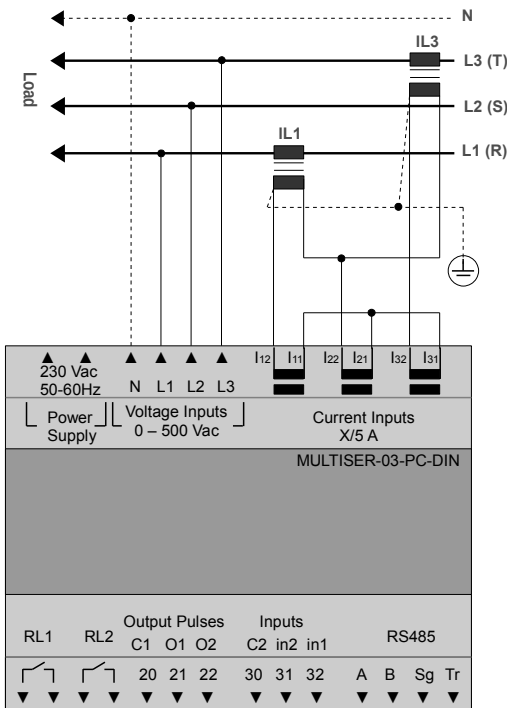 N
IL3
L3 (T)
Load
L2 (S)
IL1
L1 (R)
I12 I11 I22 I21 I32 I31
230 Vac
50-60Hz
N L1 L2 L3
Power
Supply
Voltage Inputs
0 – 500 Vac
Current Inputs
X/5 A
MULTISER-03-PC-DIN
Output Pulses Inputs
RL1 RL2 C1 O1 O2 C2 in2 in1 RS485
20 21 22 30 31 32 A B Sg Tr